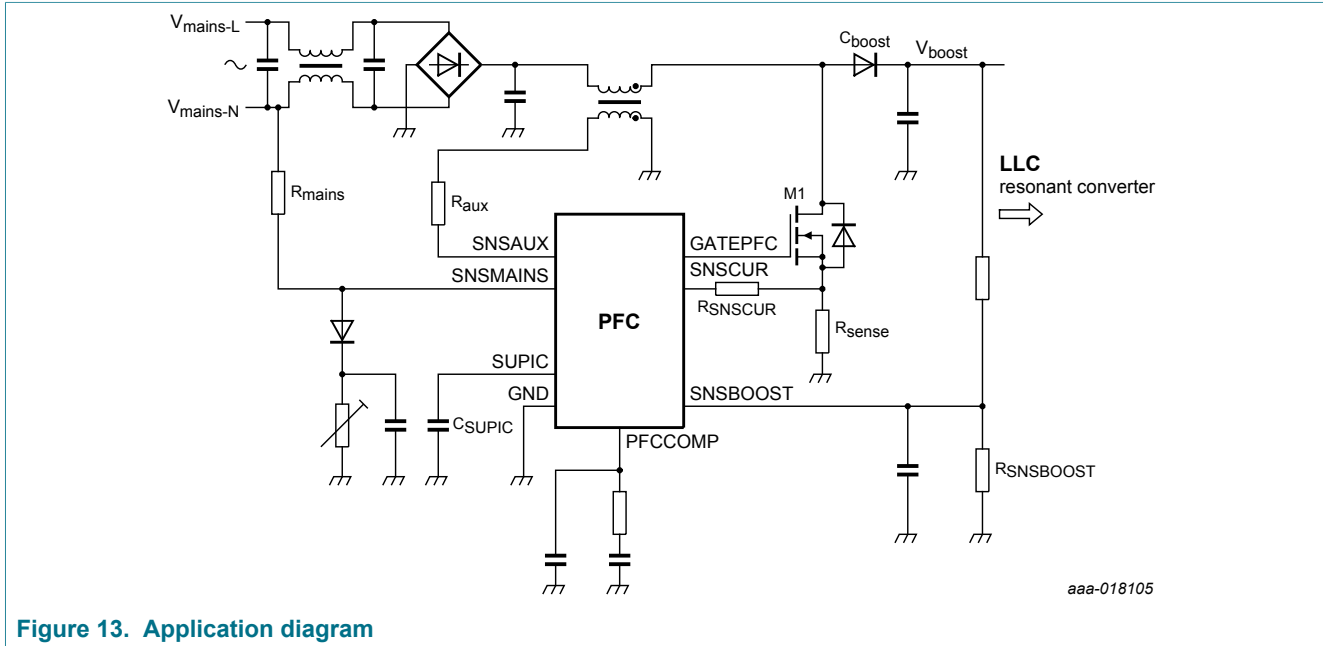 Vmains-L
Cboost
Vboost
Vmains-N
LLC
resonant converter
Rmains
Raux
M1
SNSAUX
GATEPFC
SNSMAINS
SNSCUR
RSNSCUR
PFC
Rsense
SUPIC
GND
SNSBOOST
CSUPIC
PFCCOMP
RSNSBOOST
aaa-018105
Figure 13. Application diagram